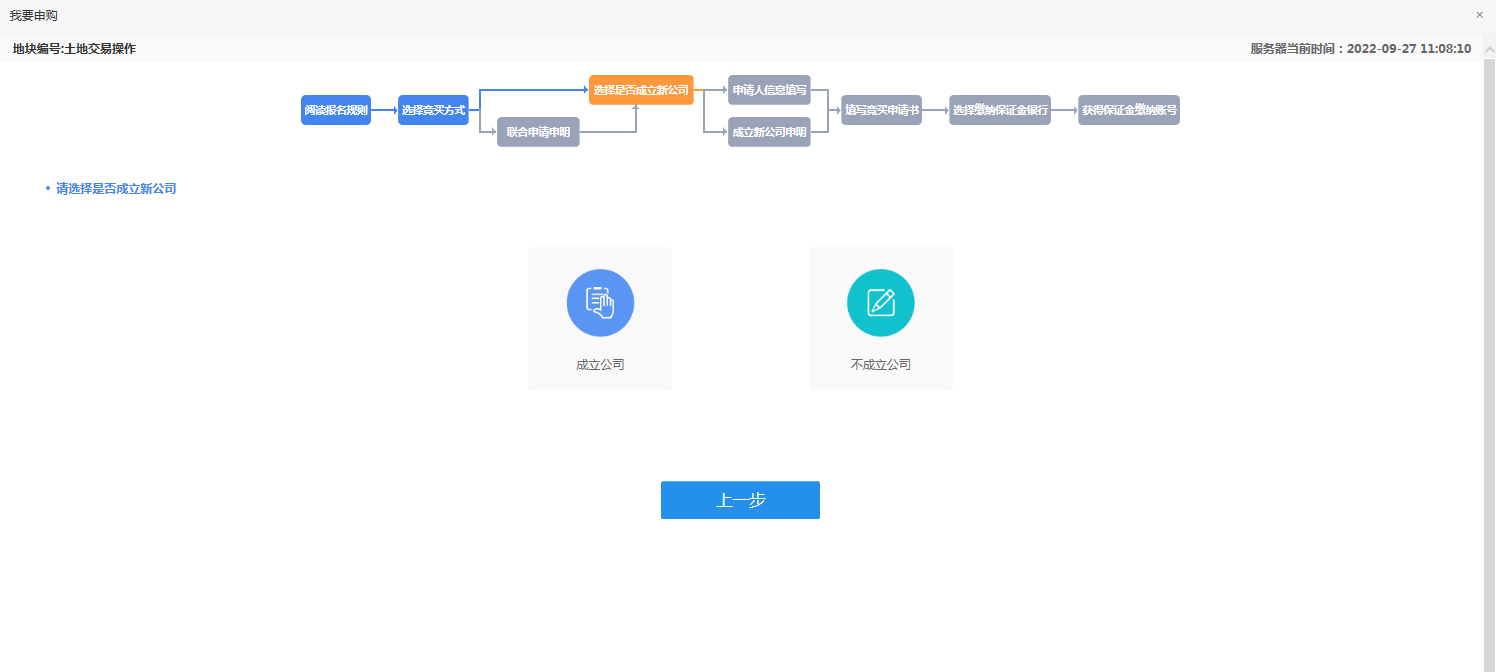 我要申购
×
地块编号:土地交易操作
服务器当前时间：2022-09-27 11:08:10
阅读报名规则
选择竞买方式
选择是否成立新公司
联合申请申明
申请人信息填写
成立新公司申明
填写竞买申请书
选择缴纳保证金银行
获得保证金缴纳账号
请选择是否成立新公司
成立公司
不成立公司
上一步